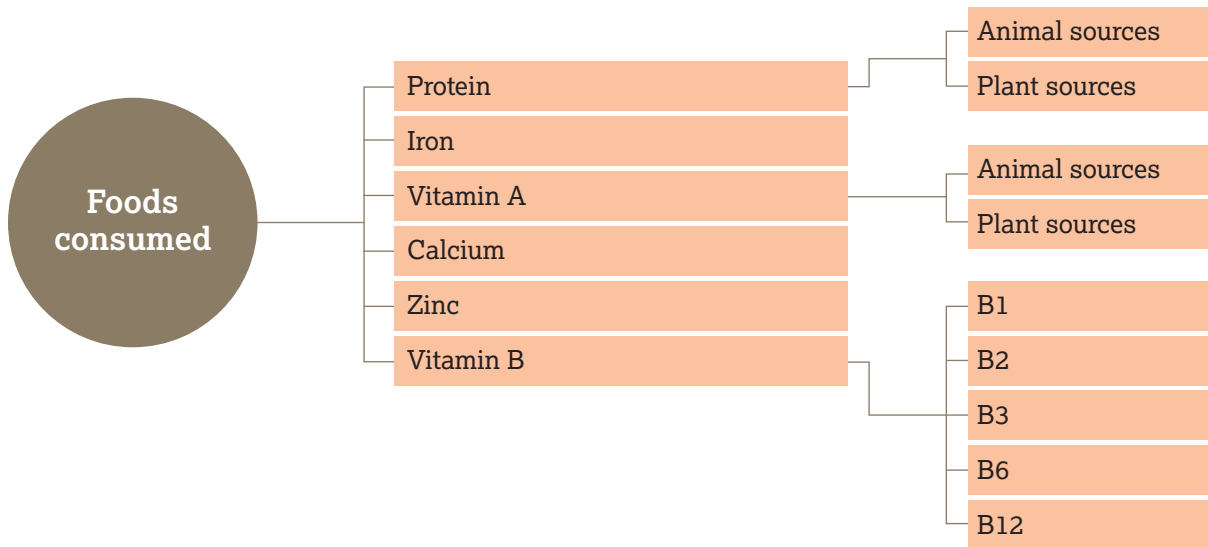 Foods
consumed
Protein
Iron
Vitamin A
Calcium
Zinc
Vitamin B
Animal sources
Plant sources
Animal sources
Plant sources
B1
B2
B3
B6
B12